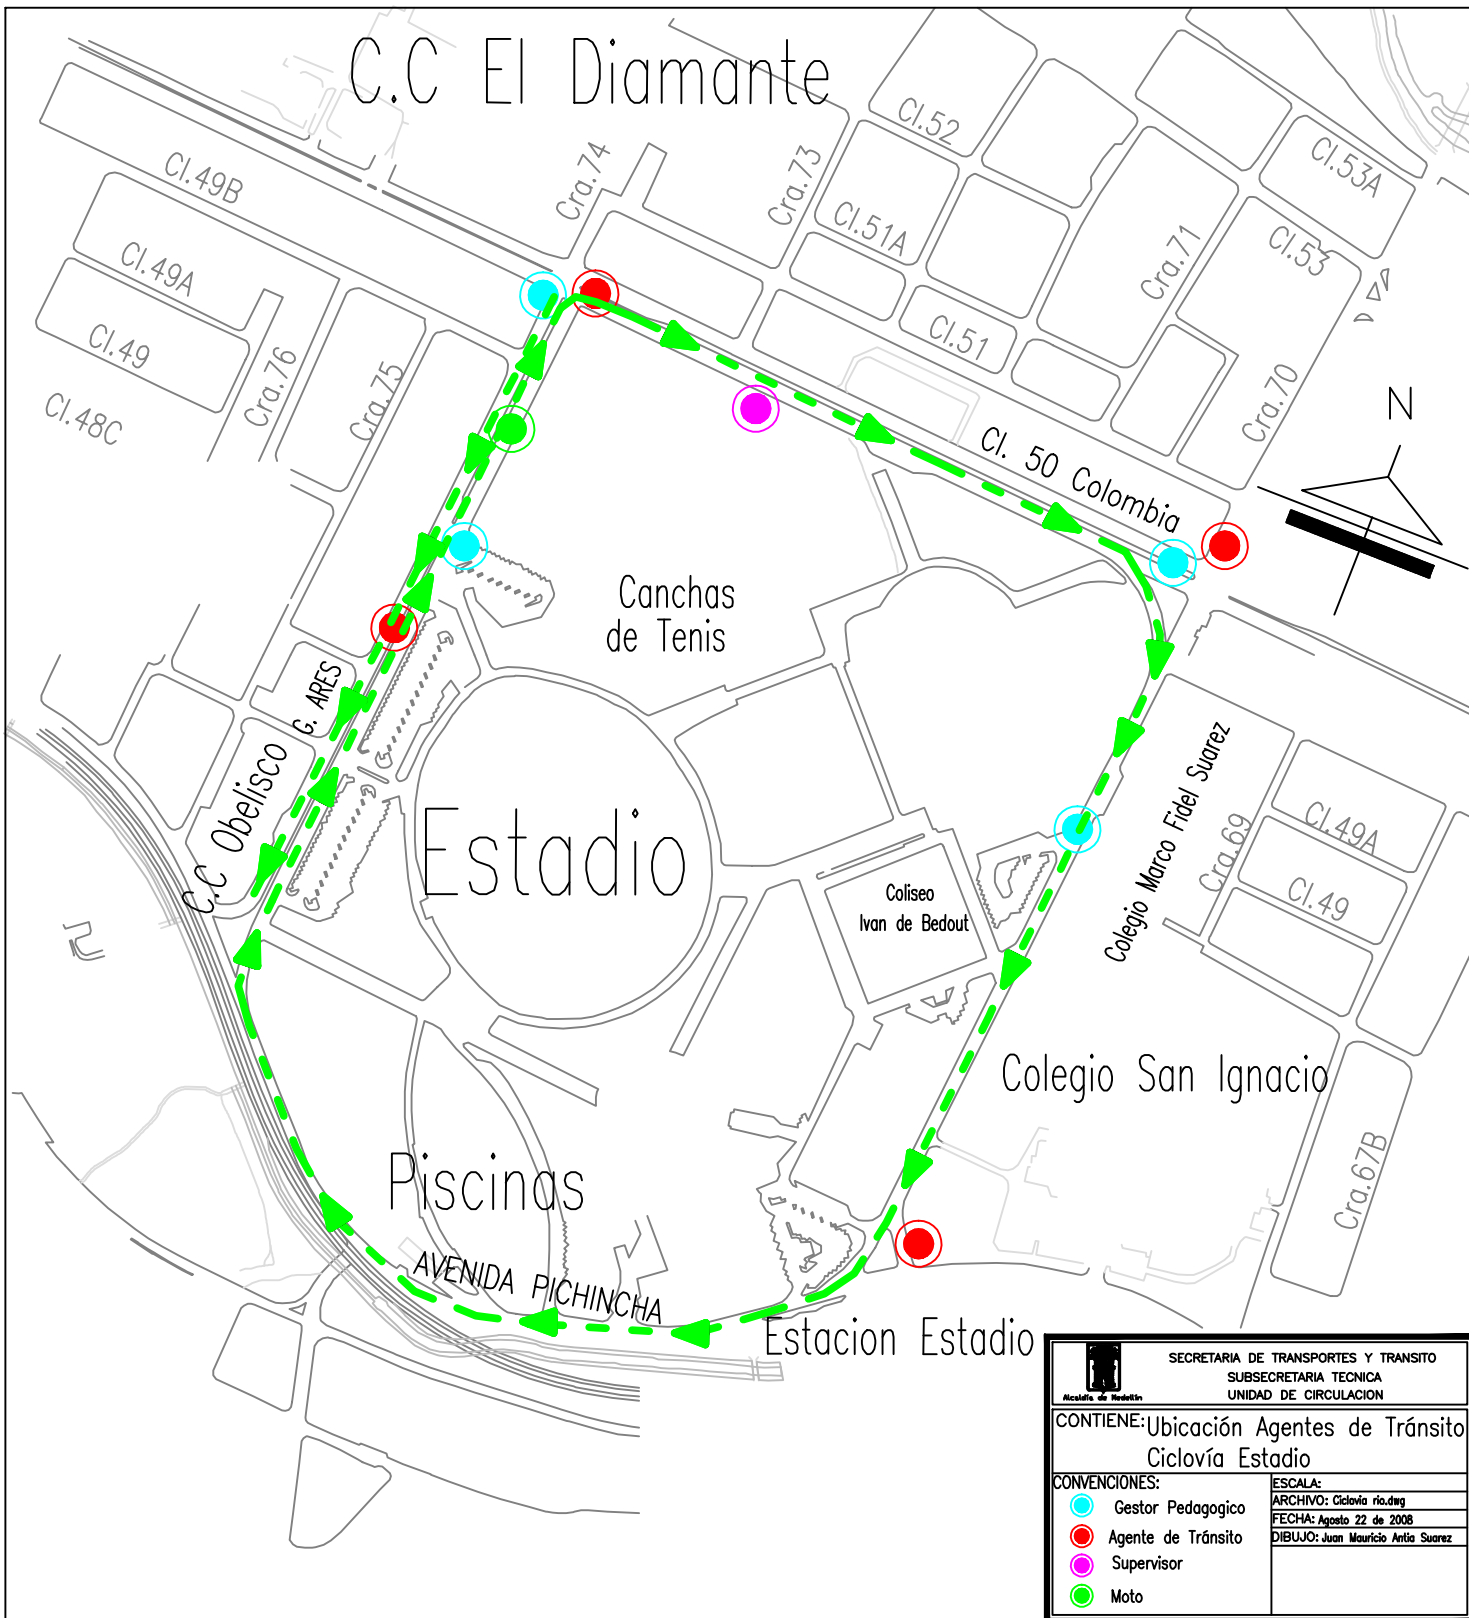 C.C El Diamante
Cl.52
Cl.53A
Cl.49B
Cra.74
Cra.73
Cl.51A
Cl.53
Cra.71
Cl.49A
Cl.49
Cra.76
Cra.75
Cl.51
Cra.70
Cl.48C
N
Cl. 50 Colombia
Canchas
de Tenis
G. ARES
C.C Obelisco
Estadio
Coliseo
Ivan de Bedout
Colegio Marco Fidel Suarez
Cra.69
Cl.49A
Cl.49
Colegio San Ignacio
Cra.67B
Piscinas
AVENIDA PICHINCHA
Estacion Estadio
Alcaldía de Medellín
SECRETARIA DE TRANSPORTES Y TRANSITO
SUBSECRETARIA TECNICA
UNIDAD DE CIRCULACION
CONTIENE: Ubicación Agentes de Tránsito
Ciclovía Estadio
CONVENCIONES:
Gestor Pedagogico
Agente de Tránsito
Supervisor
Moto
ESCALA:
ARCHIVO: Ciclovia rio.dwg
FECHA: Agosto 22 de 2008
DIBUJO: Juan Mauricio Antia Suarez